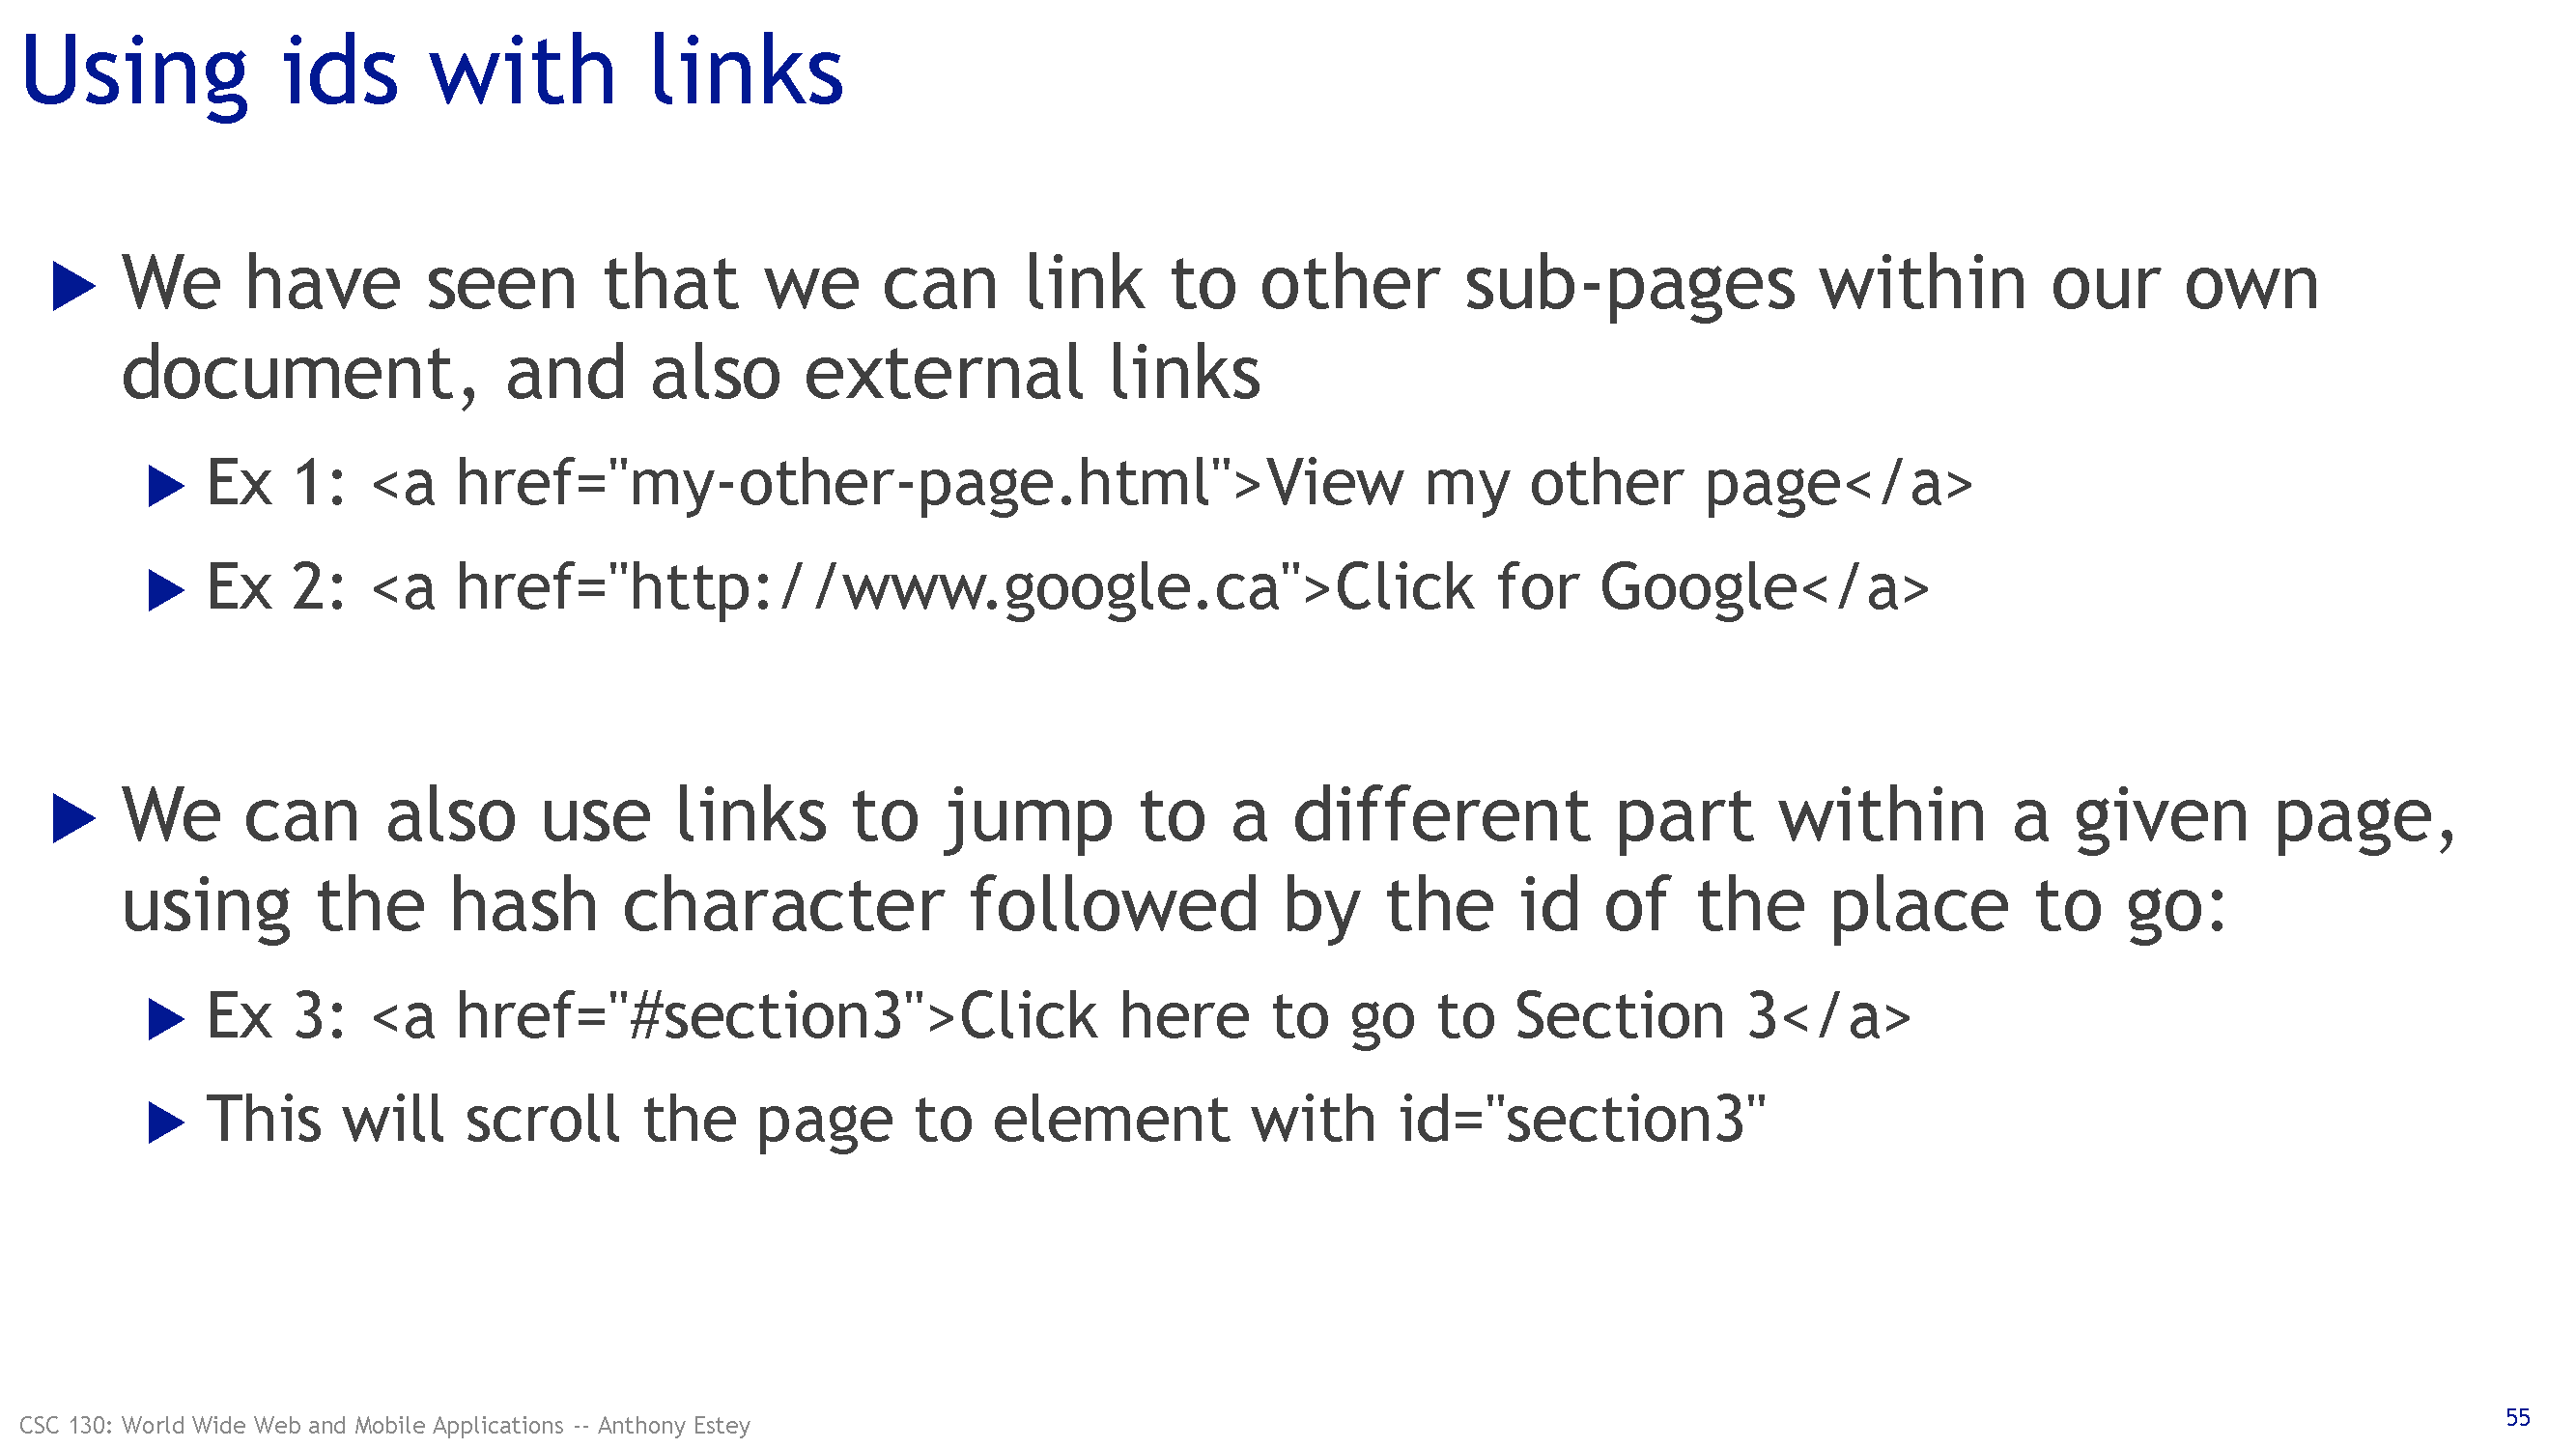 Using ids with links
We have seen that we can link to other sub-pages within our own
document, and also external links
Ex 1: <a href="my-other-page.html">View my other page</a>
Ex 2: <a href="http://www.google.ca">Click for Google</a>
We can also use links to jump to a different part within a given page,
using the hash character followed by the id of the place to go:
Ex 3: <a href="#section3">Click here to go to Section 3</a>
This will scroll the page to element with id="section3"
CSC 130: World Wide Web and Mobile Applications -- Anthony Estey
55